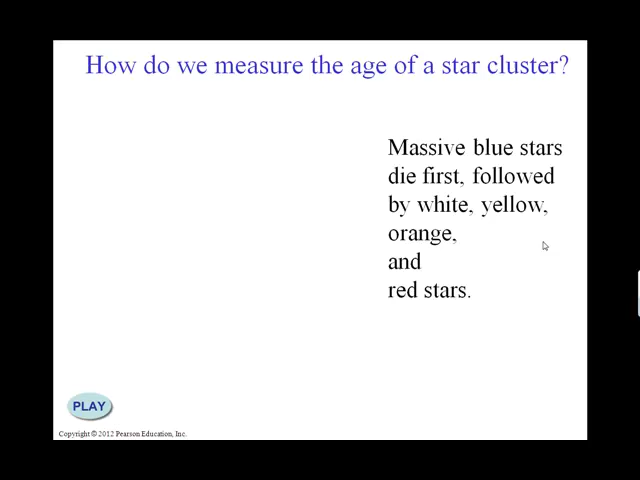 How do we measure the age of a star cluster?
Massive blue stars
die first, followed
by white, yellow,
orange,
and
red stars.
PLAY
Copyright © 2012 Pearson Education, Inc.